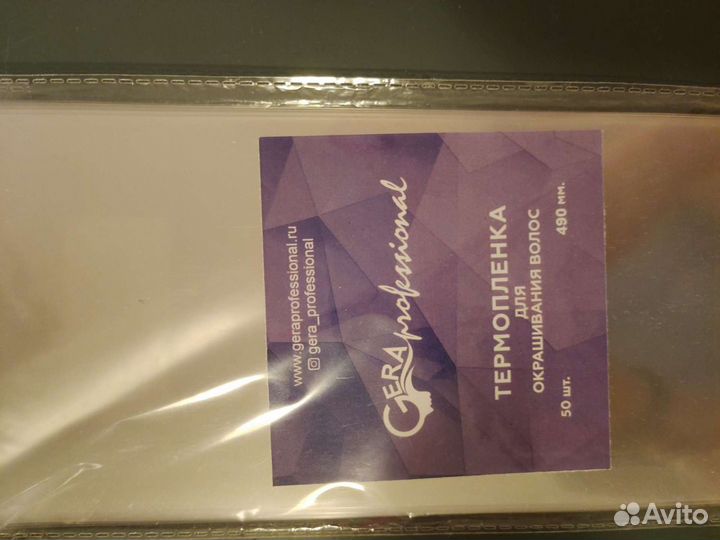 www.geraprofessional.ru
gera_professional
GERA professional
ТЕРМОПЛЕНКА
ДЛЯ
ОКРАШИВАНИЯ ВОЛОС
50 шт. 490 мм.
Avito